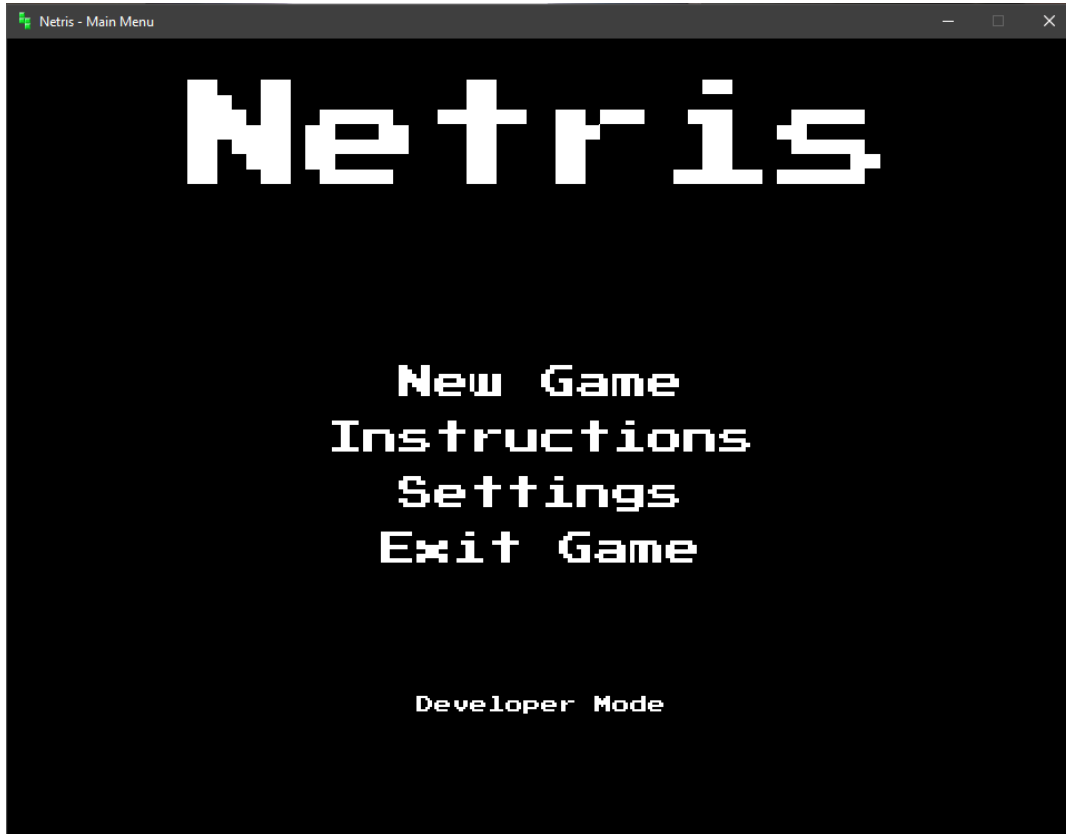 Netris - Main Menu
Netris
New Game
Instructions
Settings
Exit Game
Developer Mode